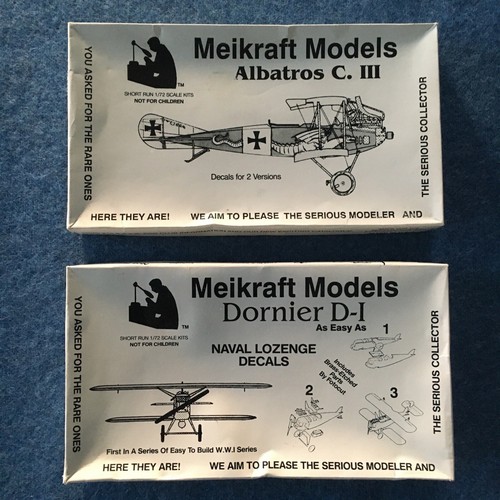 Meikraft Models
Albatros C. III
TM
SHORT RUN 1/72 SCALE KITS
NOT FOR CHILDREN
YOU ASKED FOR THE RARE ONES
Decals for 2 Versions
THE SERIOUS COLLECTOR
HERE THEY ARE! WE AIM TO PLEASE THE SERIOUS MODELER AND
Meikraft Models
Dornier D-I
As Easy As
TM
SHORT RUN 1/72 SCALE KITS
NOT FOR CHILDREN
YOU ASKED FOR THE RARE ONES
NAVAL LOZENGE
DECALS
1
Includes
Brass-Etched
Parts
By Fotocut
2
3
THE SERIOUS COLLECTOR
First In A Series Of Easy To Build W.W.I Series
HERE THEY ARE! WE AIM TO PLEASE THE SERIOUS MODELER AND